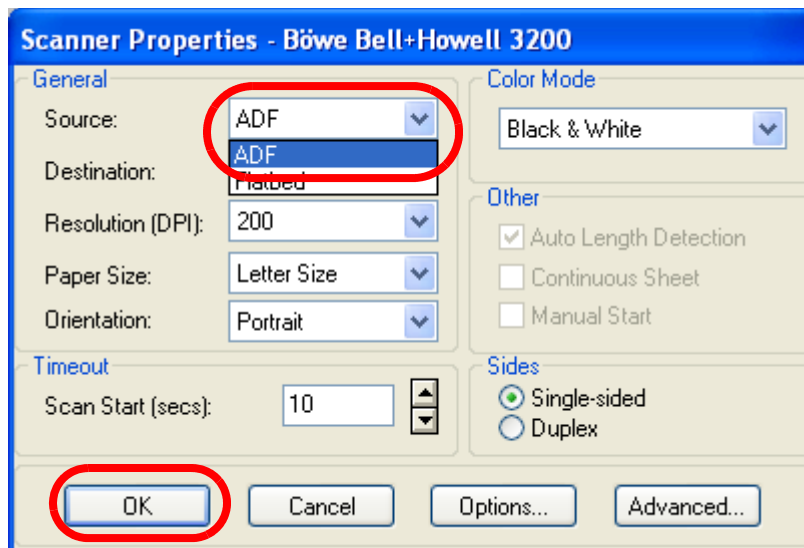 Scanner Properties - Böwe Bell+Howell 3200
General
Source:
ADF
ADF
Flatbed
Destination:
Resolution (DPI):
200
Paper Size:
Letter Size
Orientation:
Portrait
Color Mode
Black & White
Other
Auto Length Detection
Continuous Sheet
Manual Start
Timeout
Scan Start (secs):
10
Sides
Single-sided
Duplex
OK
Cancel
Options...
Advanced...